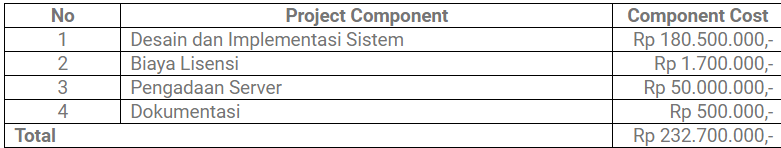 No Project Component Component Cost
1 Desain dan Implementasi Sistem Rp 180.500.000,-
2 Biaya Lisensi Rp 1.700.000,-
3 Pengadaan Server Rp 50.000.000,-
4 Dokumentasi Rp 500.000,-
Total Rp 232.700.000,-